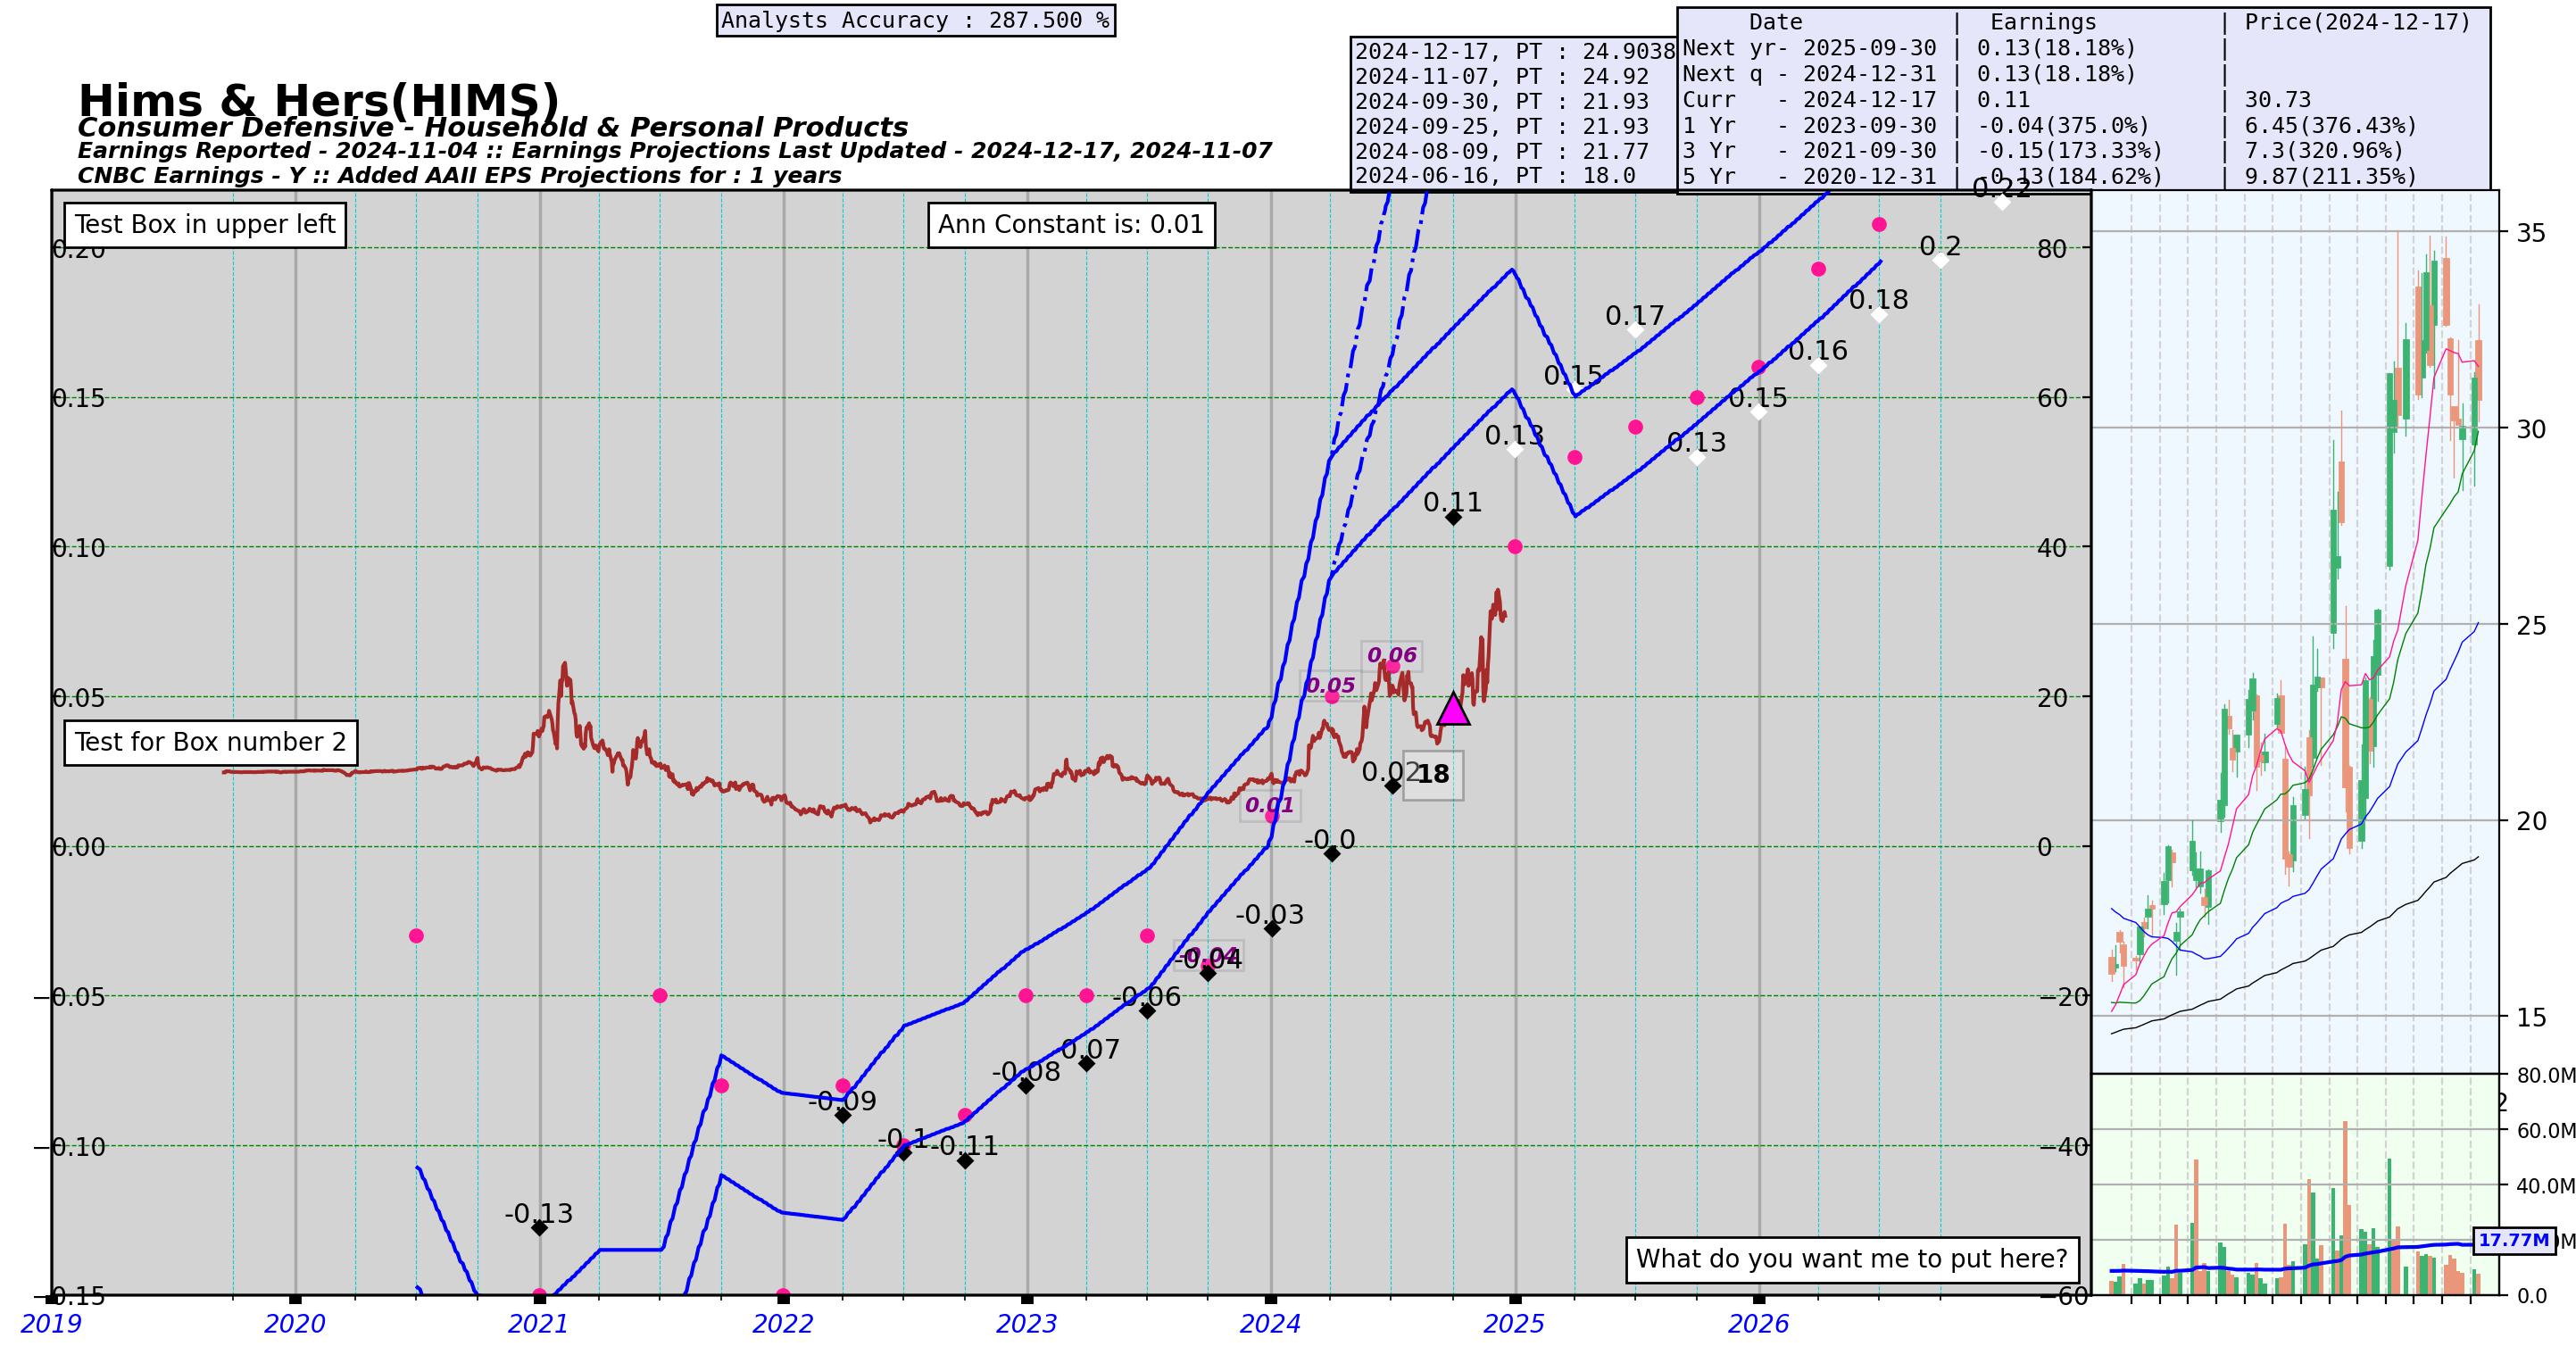 Analysts Accuracy : 287.500 %
Hims & Hers(HIMS)
Consumer Defensive - Household & Personal Products
Earnings Reported - 2024-11-04 :: Earnings Projections Last Updated - 2024-12-17, 2024-11-07
CNBC Earnings - Y :: Added AAII EPS Projections for : 1 years
2024-12-17, PT : 24.9038
2024-11-07, PT : 24.92
2024-09-30, PT : 21.93
2024-09-25, PT : 21.93
2024-08-09, PT : 21.77
2024-06-16, PT : 18.0
Date | Earnings | Price(2024-12-17)
Next yr- 2025-09-30 | 0.13(18.18%) |
Next q - 2024-12-31 | 0.13(18.18%) |
Curr - 2024-12-17 | 0.11 | 30.73
1 Yr - 2023-09-30 | -0.04(375.0%) | 6.45(376.43%)
3 Yr - 2021-09-30 | -0.15(173.33%) | 7.3(320.96%)
5 Yr - 2020-12-31 | -0.13(184.62%) | 9.87(211.35%)
Test Box in upper left
Ann Constant is: 0.01
Test for Box number 2
What do you want me to put here?
0.20
0.15
0.10
0.05
0.00
−0.05
−0.10
−0.15
-0.13
-0.09
-0.1
-0.11
-0.08
-0.07
-0.06
-0.04
-0.04
-0.03
0.01
-0.0
0.05
0.06
0.02
18
0.11
0.13
0.15
0.17
0.13
0.15
0.16
0.18
0.2
0.22
80
60
40
20
0
−20
−40
−60
35
30
25
20
15
80.0M
60.0M
40.0M
17.77M
0.0
2019
2020
2021
2022
2023
2024
2025
2026